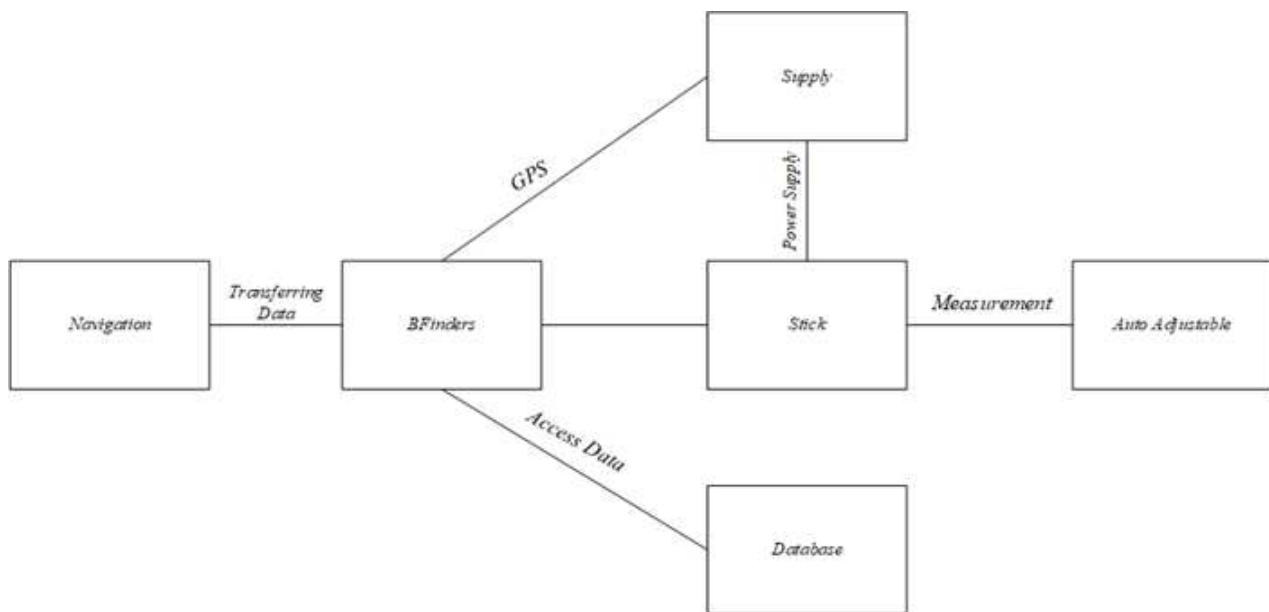 Supply
GPS
Power Supply
Navigation
Transferring
Data
BFinders
Stick
Measurement
Auto Adjustable
Access Data
Database